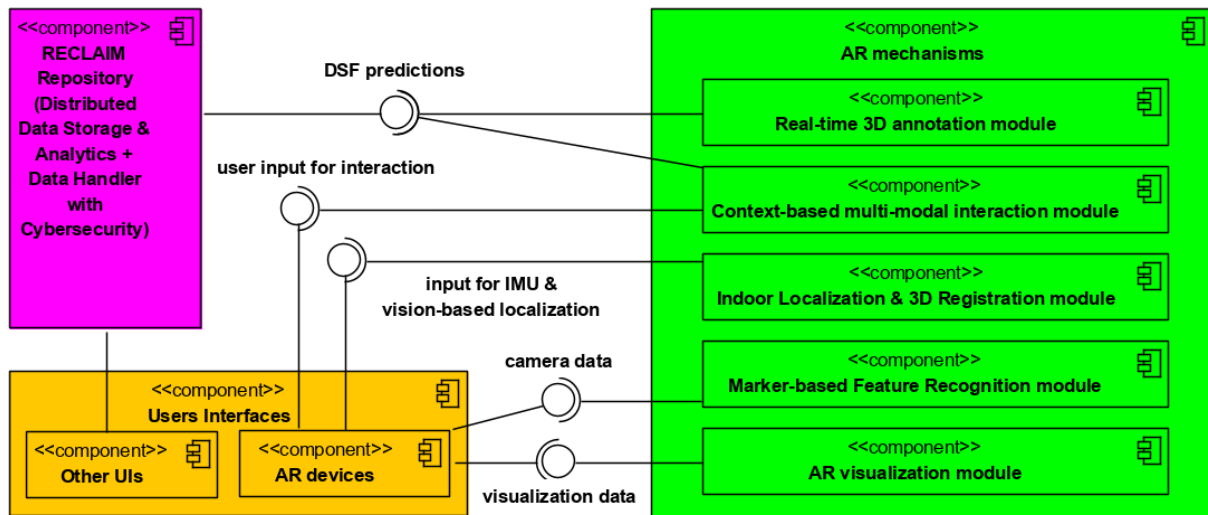 <<component>>
RECLAIM
Repository
(Distributed
Data Storage &
Analytics +
Data Handler
with
Cybersecurity)
DSF predictions
user input for interaction
input for IMU &
vision-based localization
camera data
visualization data
<<component>>
AR mechanisms
<<component>>
Real-time 3D annotation module
<<component>>
Context-based multi-modal interaction module
<<component>>
Indoor Localization & 3D Registration module
<<component>>
Marker-based Feature Recognition module
<<component>>
AR visualization module
<<component>>
Users Interfaces
<<component>>
Other UIs
<<component>>
AR devices